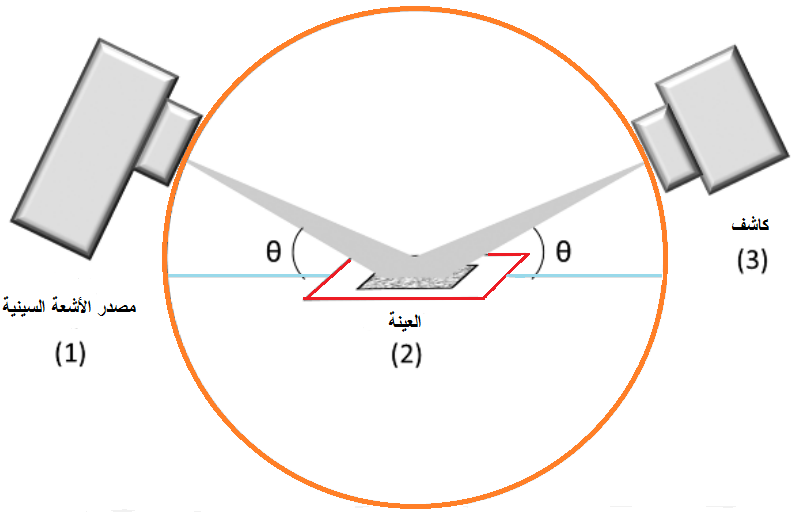 θ
θ
كاشف
(3)
مصدر الأشعة السينية
(1)
العينة
(2)